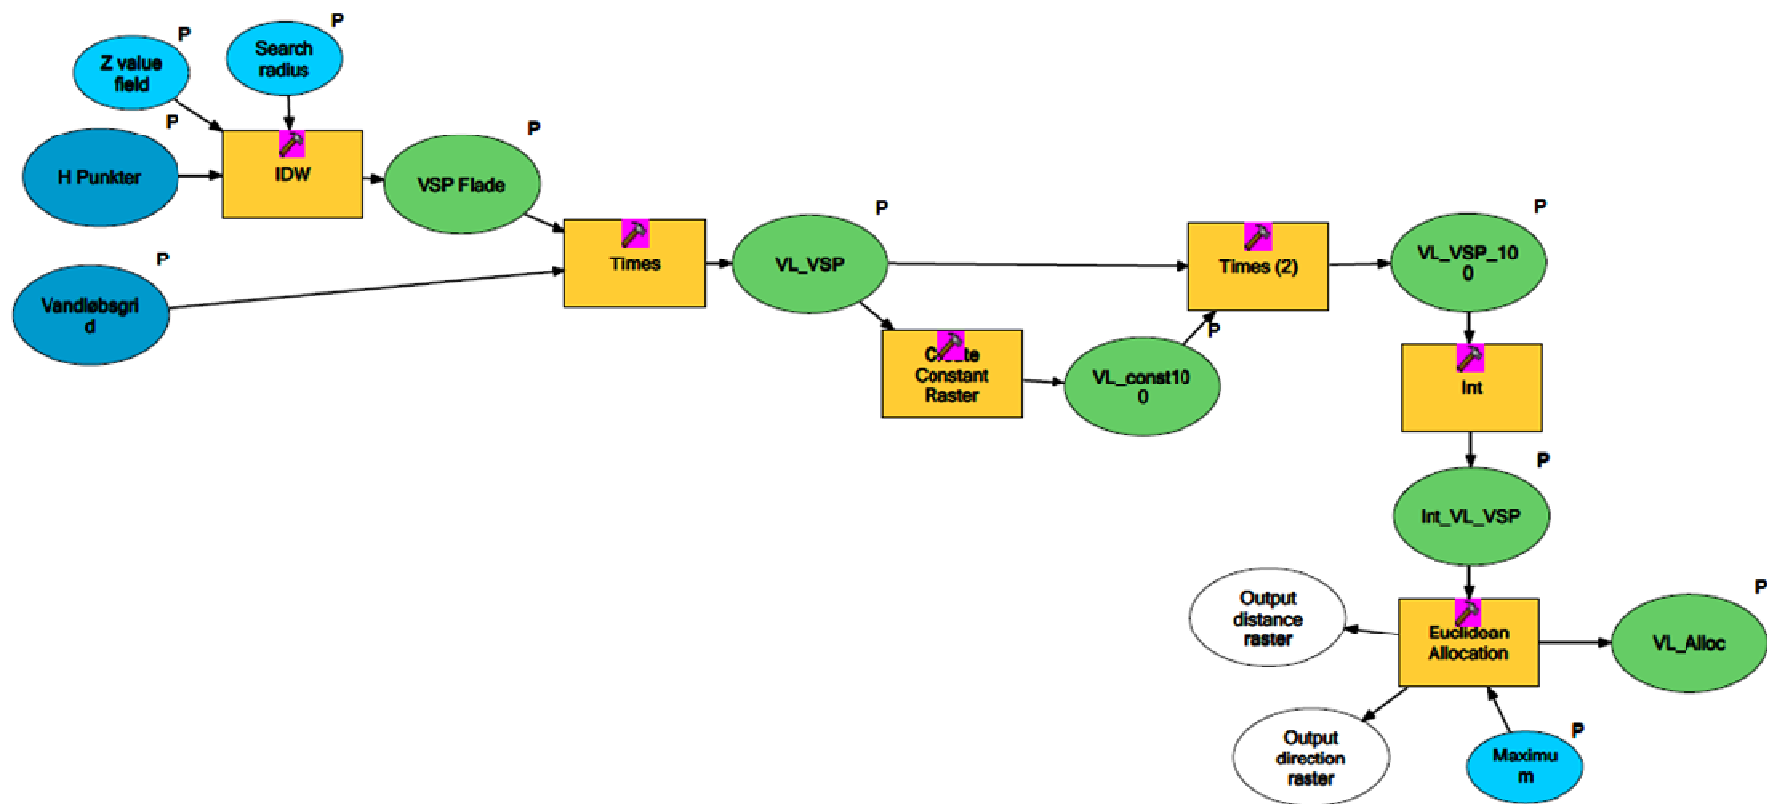 P
Z value
field
P
Search
radius
P
H Punkter
IDW
P
VSP Flade
P
Vandløbsgri
d
Times
P
VL_VSP
Create
Constant
Raster
P
VL_const10
0
Times (2)
P
VL_VSP_10
0
Int
P
Int_VL_VSP
Output
distance
raster
Euclidean
Allocation
P
VL_Alloc
Output
direction
raster
P
Maximu
m